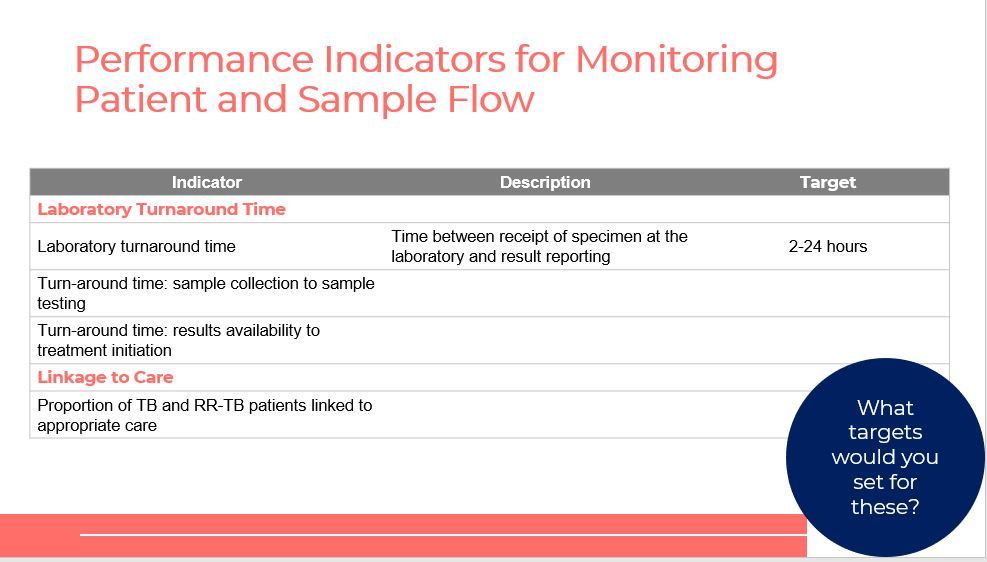 Performance Indicators for Monitoring
Patient and Sample Flow
Indicator Description Target
Laboratory Turnaround Time
Laboratory turnaround time
Time between receipt of specimen at the
laboratory and result reporting
2-24 hours
Turn-around time: sample collection to sample
testing
Turn-around time: results availability to
treatment initiation
Linkage to Care
Proportion of TB and RR-TB patients linked to
appropriate care
What
targets
would you
set for
these?